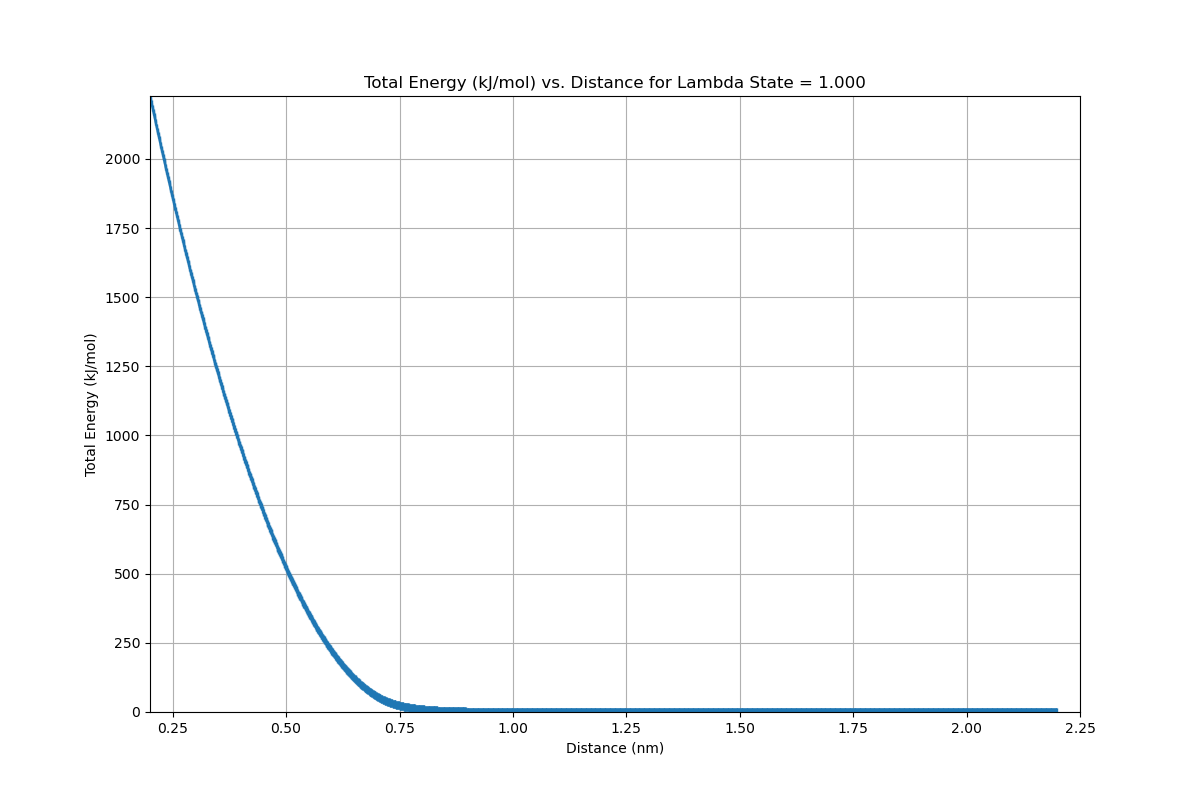 Total Energy (kJ/mol) vs. Distance for Lambda State = 1.000
2000
1750
1500
1250
1000
750
500
250
0
Total Energy (kJ/mol)
0.25 0.50 0.75 1.00 1.25 1.50 1.75 2.00 2.25
Distance (nm)